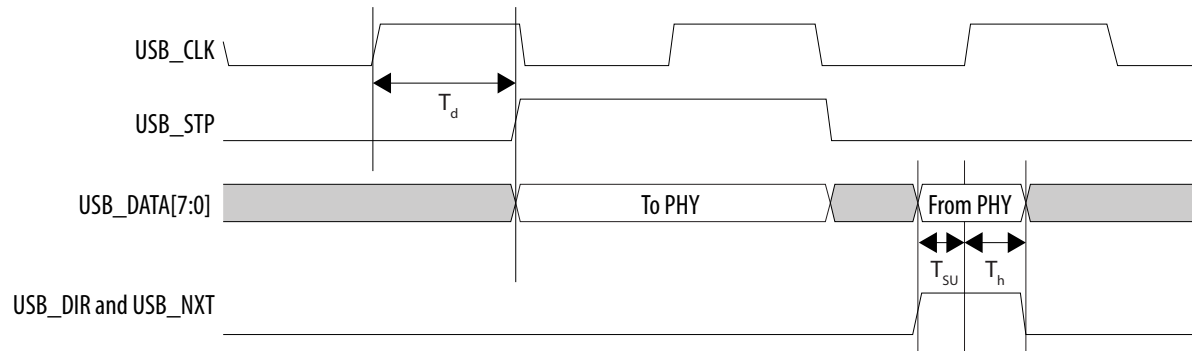 USB_CLK
T_d
USB_STP
USB_DATA[7:0]
To PHY
From PHY
T_SU
T_h
USB_DIR and USB_NXT